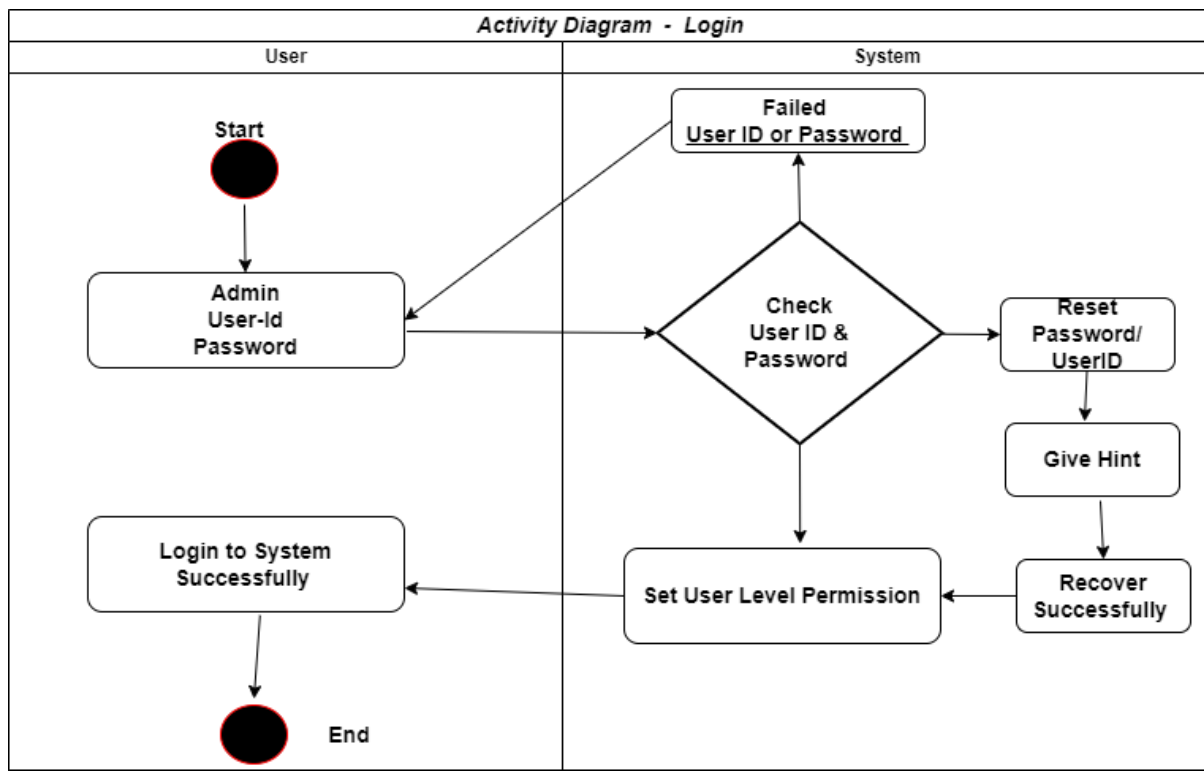 Activity Diagram - Login
User
System
Start
Admin
User-Id
Password
Failed
User ID or Password
Check
User ID &
Password
Reset
Password/
UserID
Give Hint
Recover
Successfully
Set User Level Permission
Login to System
Successfully
End